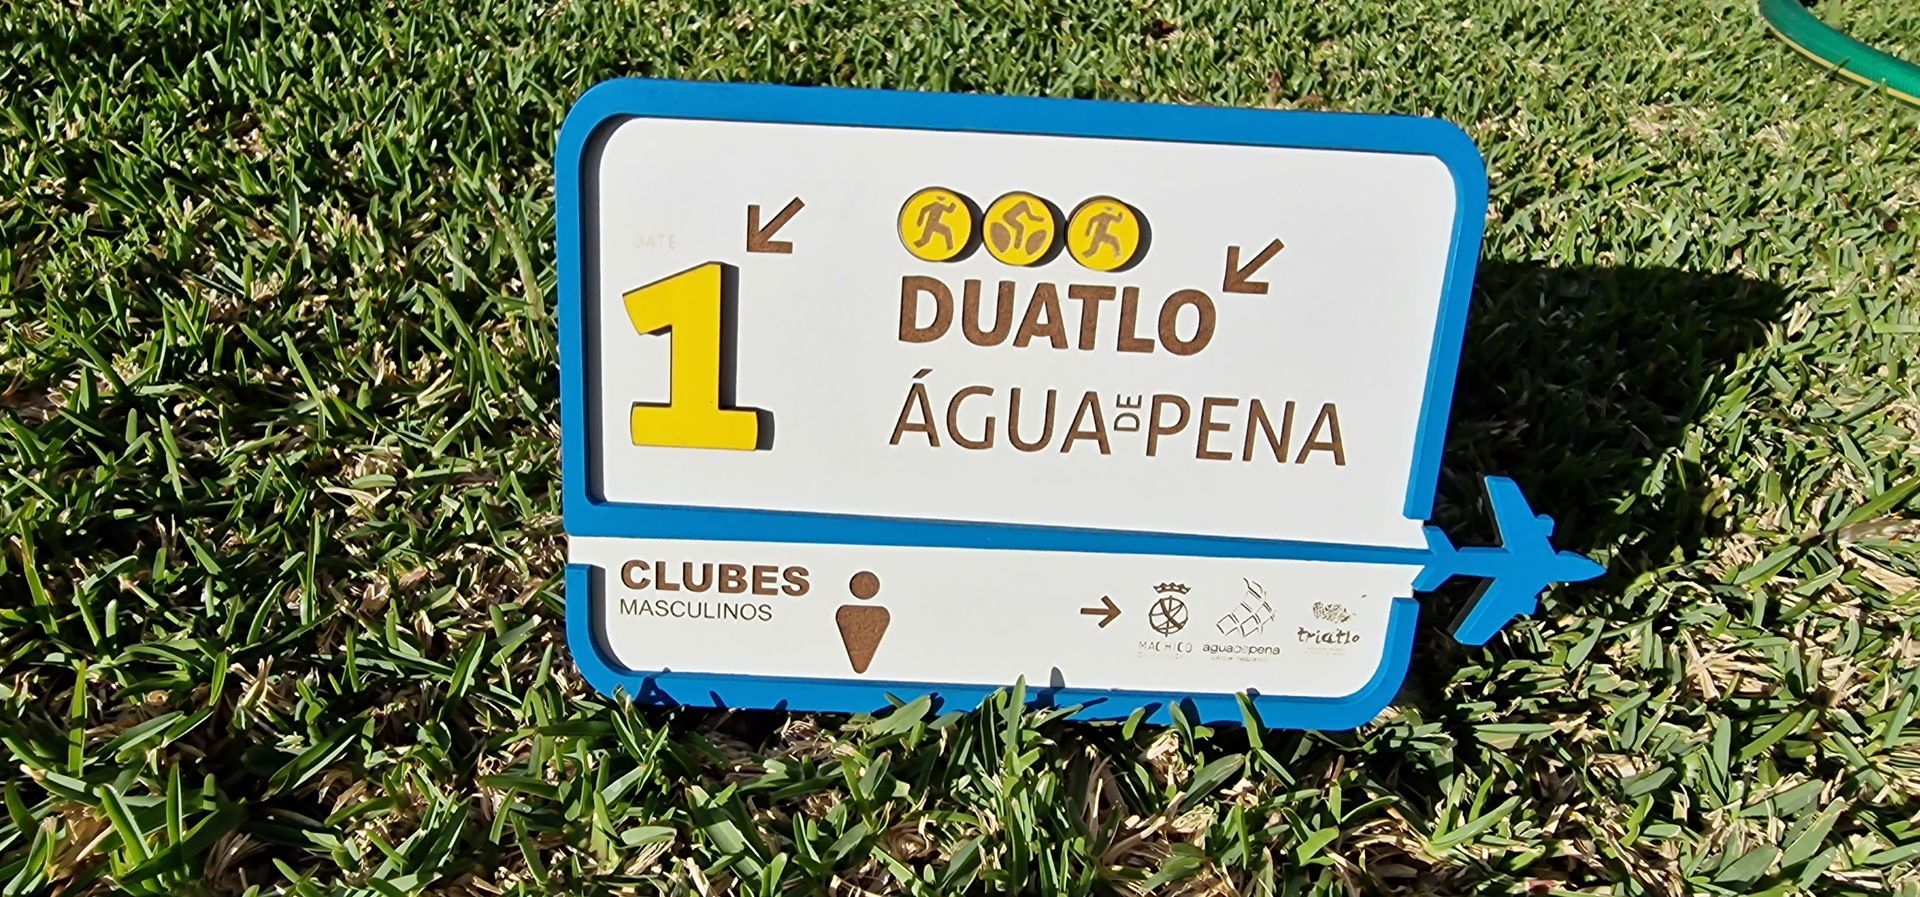 GATE
1
DUATLO
ÁGUA DE PENA
CLUBES
MASCULINOS
MACHICO
aguadepena
triatlo